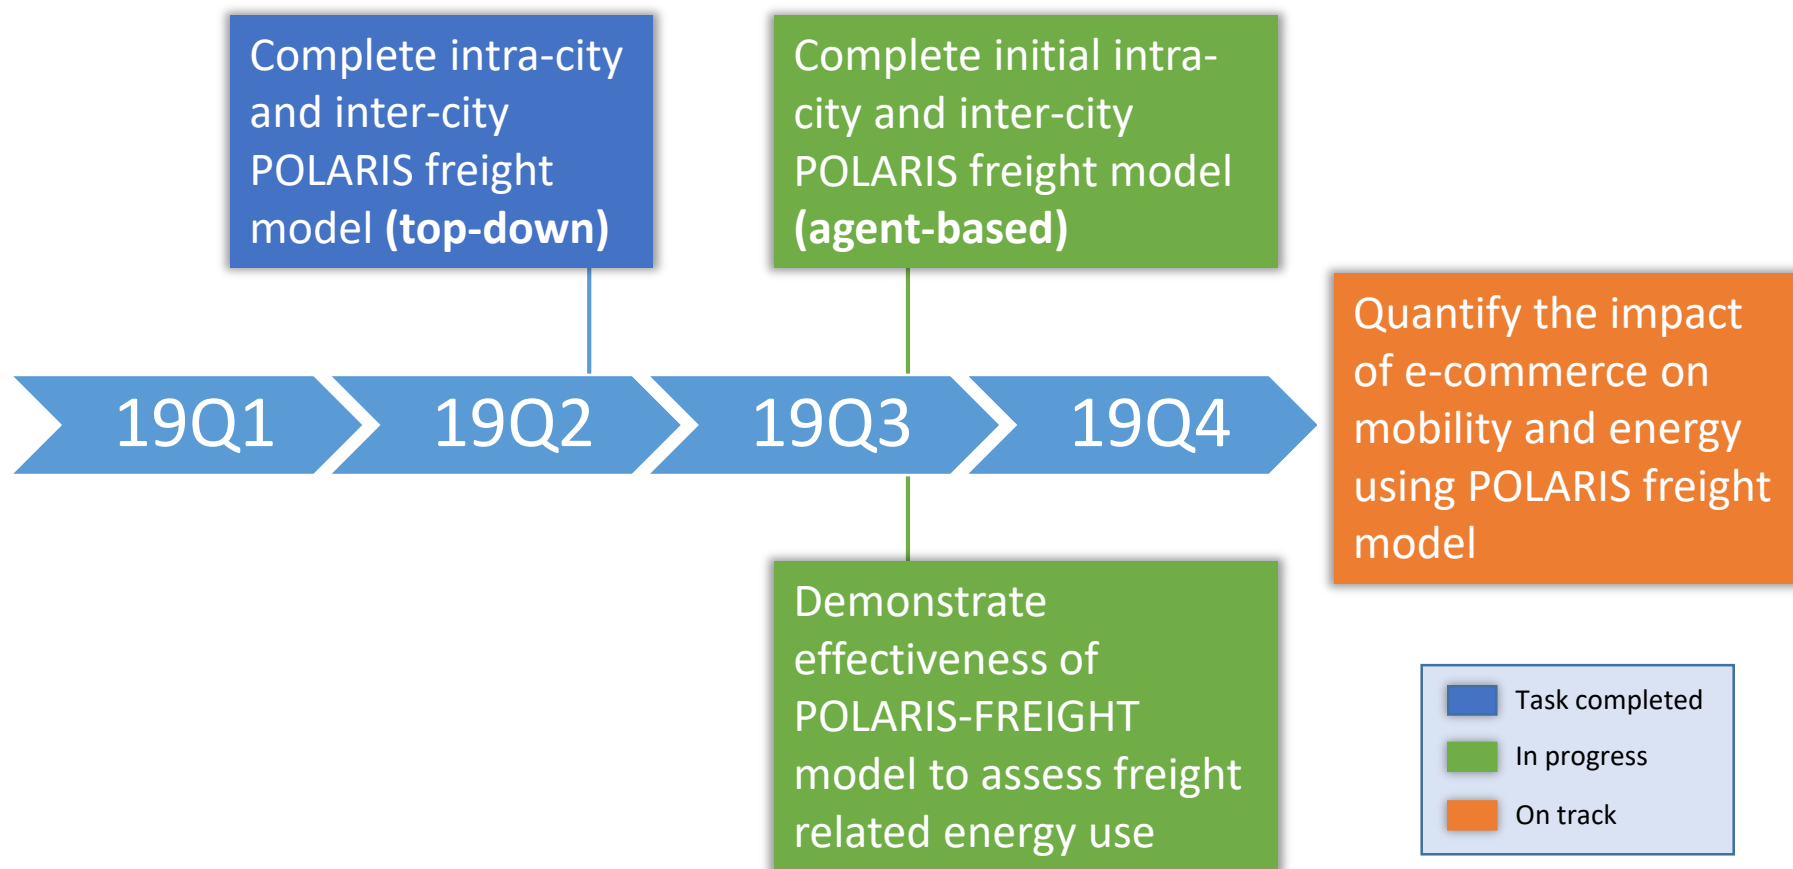 Complete intra-city
and inter-city
POLARIS freight
model (top-down)
Complete initial intra-
city and inter-city
POLARIS freight model
(agent-based)
19Q1
19Q2
19Q3
19Q4
Quantify the impact
of e-commerce on
mobility and energy
using POLARIS freight
model
Demonstrate
effectiveness of
POLARIS-FREIGHT
model to assess freight
related energy use
Task completed
In progress
On track